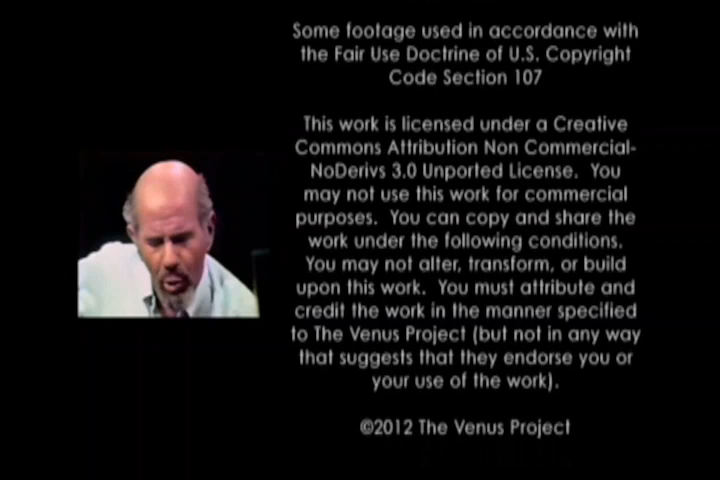 Some footage used in accordance with
the Fair Use Doctrine of U.S. Copyright
Code Section 107
This work is licensed under a Creative
Commons Attribution Non Commercial-
NoDerivs 3.0 Unported License. You
may not use this work for commercial
purposes. You can copy and share the
work under the following conditions.
You may not alter, transform, or build
upon this work. You must attribute and
credit the work in the manner specified
to The Venus Project (but not in any way
that suggests that they endorse you or
your use of the work).
©2012 The Venus Project